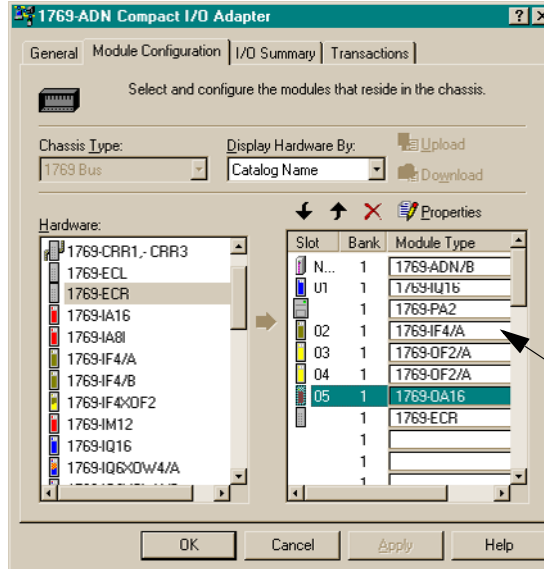 1769-ADN Compact I/O Adapter
General Module Configuration I/O Summary Transactions
Select and configure the modules that reside in the chassis.
Chassis Type: Display Hardware By: Upload
1769 Bus Catalog Name Download
Properties
Hardware:
Slot Bank Module Type
1769-CRR1,- CRR3
1769-ECL
1769-ECR
1769-IA16
1769-IA8I
1769-IF4/A
1769-IF4/B
1769-IF4XOF2
1769-IM12
1769-IQ16
1769-IQ6XOW4/A
N... 1 1769-ADN/B
01 1 1769-IQ16
1 1769-PA2
02 1 1769-IF4/A
03 1 1769-OF2/A
04 1 1769-OF2/A
05 1 1769-OA16
1 1769-ECR
1
1
1
OK Cancel Apply Help